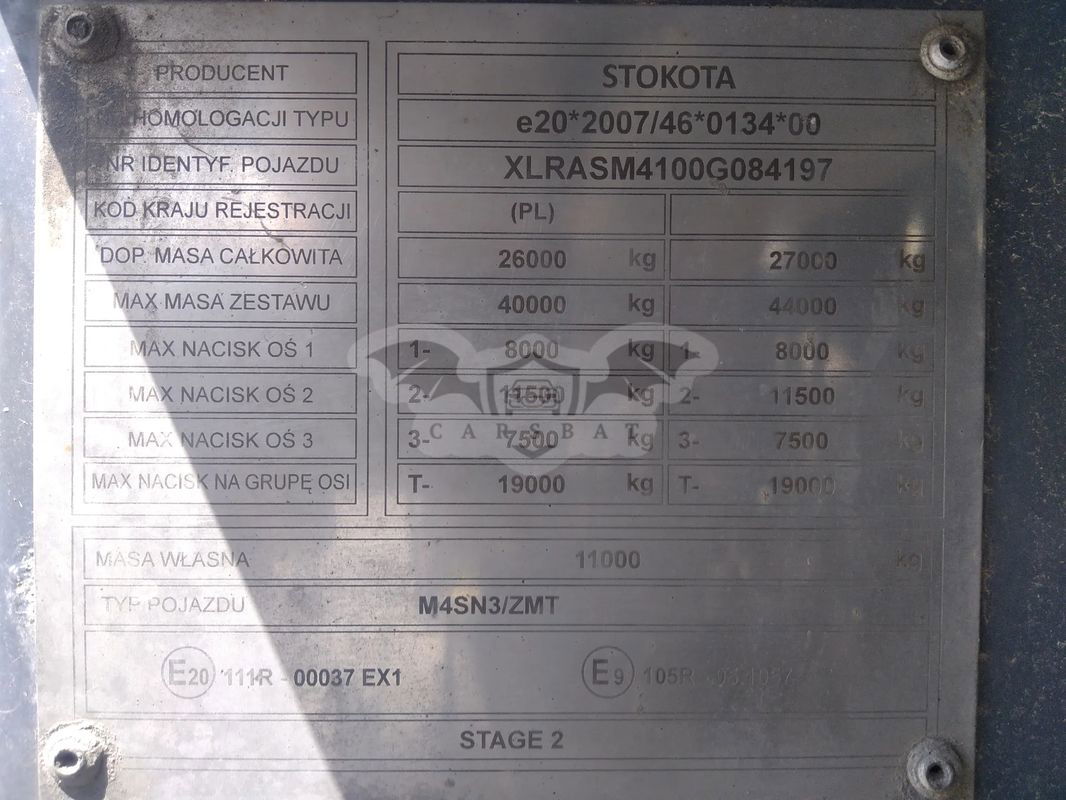 PRODUCENT STOKOTA
HOMOLOGACJI TYPU e20*2007/46*0134*00
NR IDENTYF. POJAZDU XLRASM4100G084197
KOD KRAJU REJESTRACJI (PL)
DOP. MASA CAŁKOWITA 26000 kg 27000 kg
MAX MASA ZESTAWU 40000 kg 44000 kg
MAX NACISK OŚ 1 1- 8000 kg 1- 8000 kg
MAX NACISK OŚ 2 2- 11500 kg 2- 11500 kg
MAX NACISK OŚ 3 3- 7500 kg 3- 7500 kg
CARSBAT
MAX NACISK NA GRUPĘ OSI T- 19000 kg T- 19000 kg
MASA WŁASNA 11000 kg
TYP POJAZDU M4SN3/ZMT
E20 111R - 00037 EX1 E9 105R
STAGE 2